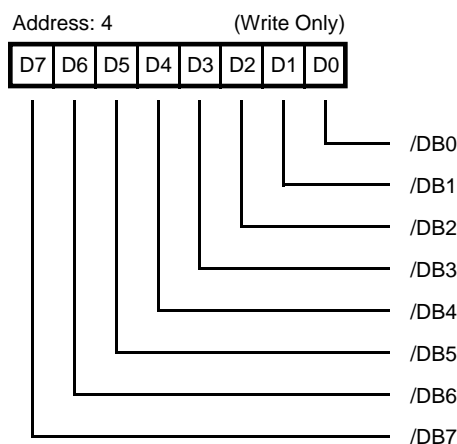 Address: 4 (Write Only)
D7 D6 D5 D4 D3 D2 D1 D0
/DB0
/DB1
/DB2
/DB3
/DB4
/DB5
/DB6
/DB7